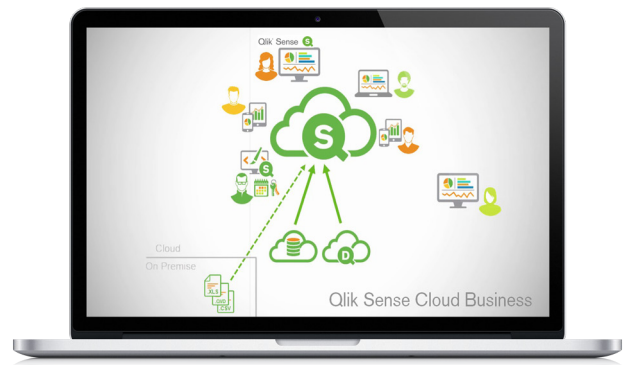 Qlik Sense S
S
S
D
Cloud
On Premise
.XLS
.QVD
.CSV
Qlik Sense Cloud Business